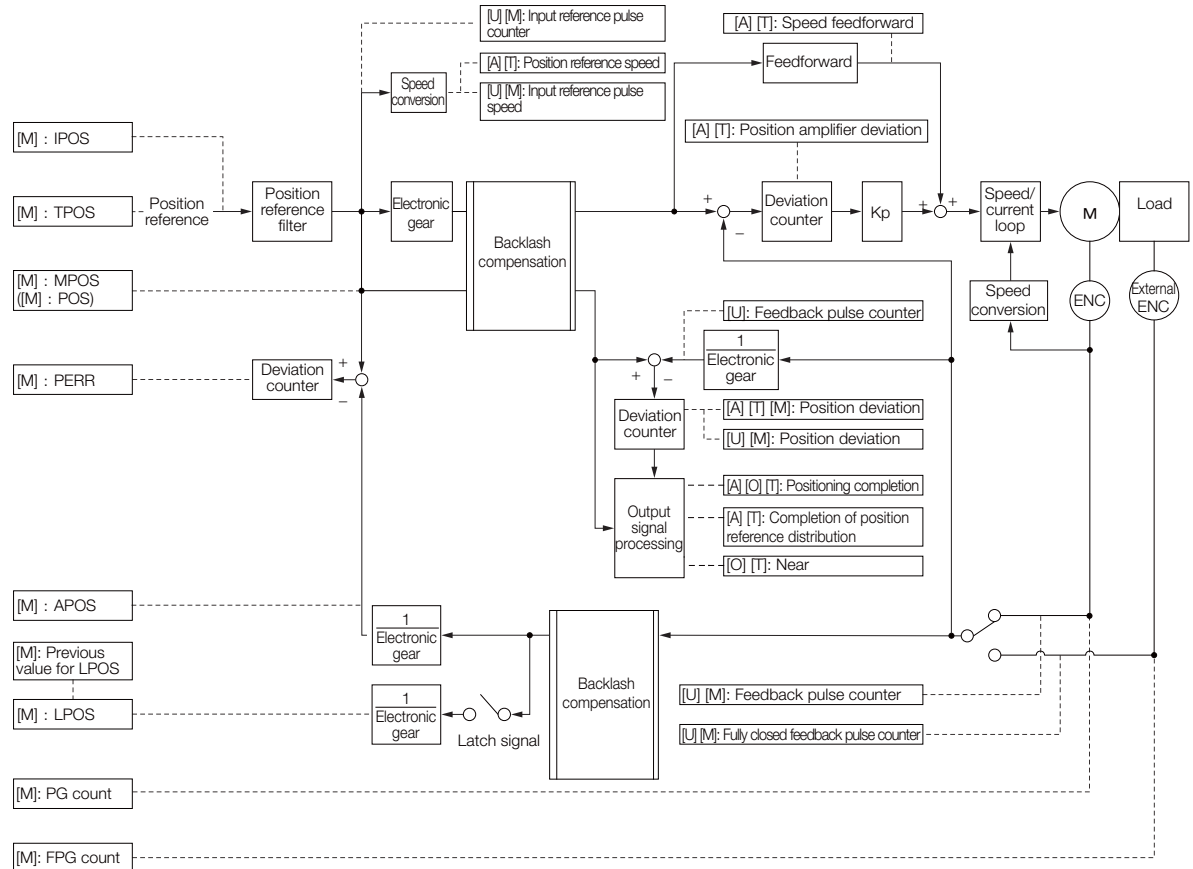 [U] [M]: Input reference pulse
counter
[A] [T]: Speed feedforward
[A] [T]: Position reference speed
Feedforward
Speed
conversion
[U] [M]: Input reference pulse
speed
[M] : IPOS
[A] [T]: Position amplifier deviation
[M] : TPOS
Position
reference
Position
reference
filter
Electronic
gear
Backlash
compensation
+
−
Deviation
counter
Kp
+
+
Speed/
current
loop
M
Load
[M] : MPOS
([M] : POS)
Speed
conversion
ENC
External
ENC
[U]: Feedback pulse counter
1
Electronic
gear
[M] : PERR
Deviation
counter
+
−
+
−
Deviation
counter
[A] [T] [M]: Position deviation
[U] [M]: Position deviation
Output
signal
processing
[A] [O] [T]: Positioning completion
[A] [T]: Completion of position
reference distribution
[O] [T]: Near
[M] : APOS
1
Electronic
gear
[M]: Previous
value for LPOS
Backlash
compensation
[U] [M]: Feedback pulse counter
[M] : LPOS
1
Electronic
gear
Latch signal
[U] [M]: Fully closed feedback pulse counter
[M]: PG count
[M]: FPG count